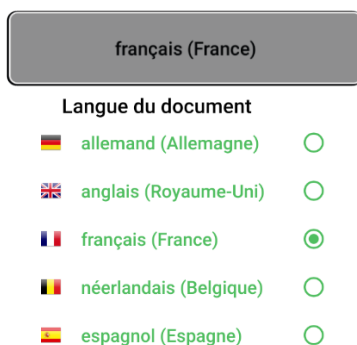 français (France)
Langue du document
allemand (Allemagne)
anglais (Royaume-Uni)
français (France)
néerlandais (Belgique)
espagnol (Espagne)